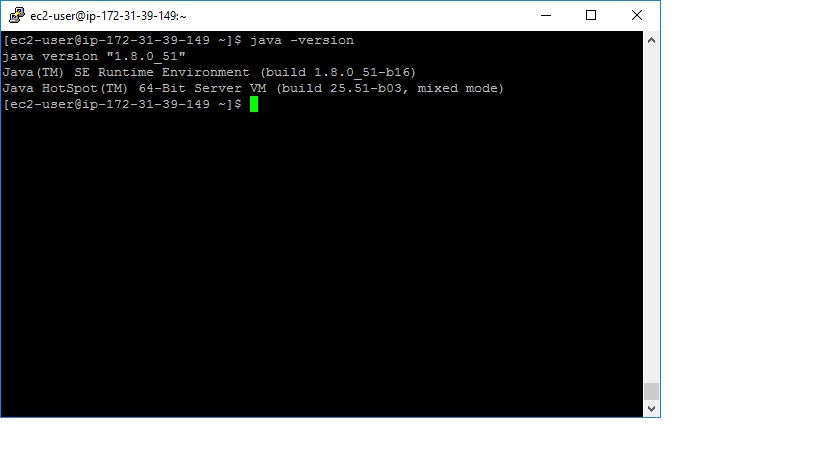 ec2-user@ip-172-31-39-149:~
[ec2-user@ip-172-31-39-149 ~]$ java -version
java version "1.8.0_51"
Java(TM) SE Runtime Environment (build 1.8.0_51-b16)
Java HotSpot(TM) 64-Bit Server VM (build 25.51-b03, mixed mode)
[ec2-user@ip-172-31-39-149 ~]$